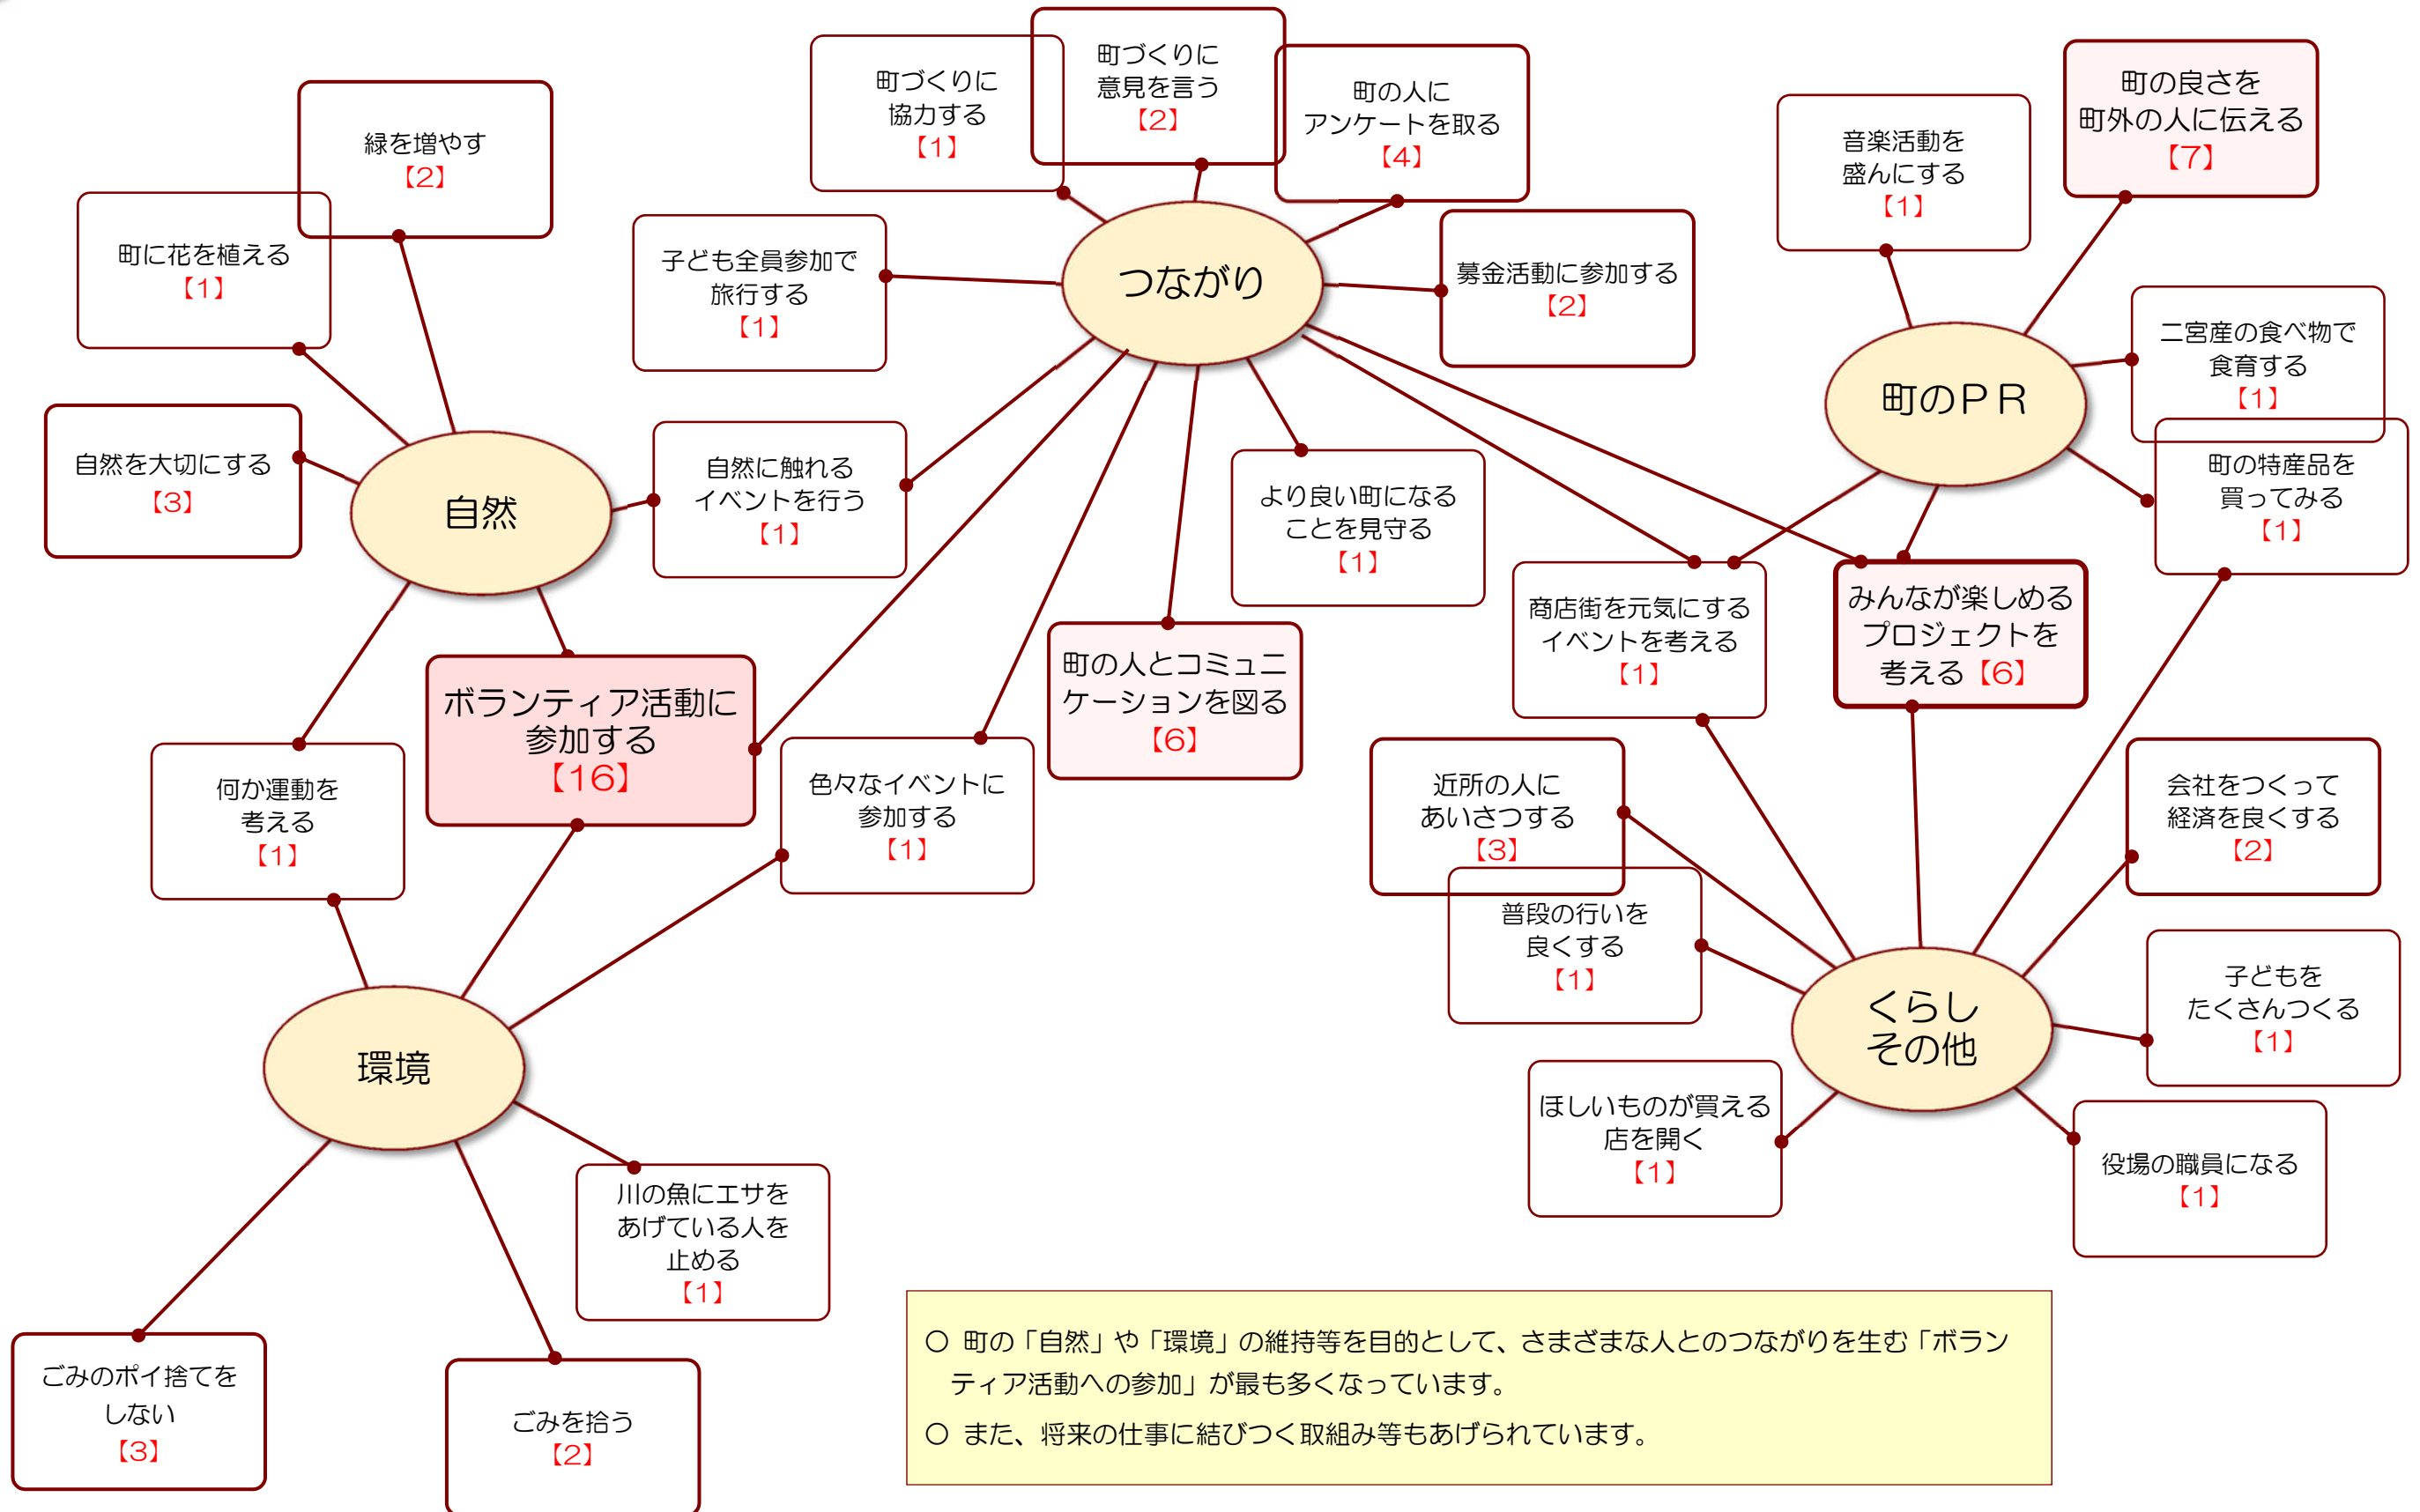 町づくりに
協力する
【1】
町づくりに
意見を言う
【2】
町の人に
アンケートを取る
【4】
音楽活動を
盛んにする
【1】
町の良さを
町外の人に伝える
【7】
緑を増やす
【2】
町に花を植える
【1】
子ども全員参加で
旅行する
【1】
つながり
募金活動に参加する
【2】
町のPR
二宮産の食べ物で
食育する
【1】
町の特産品を
買ってみる
【1】
自然を大切にする
【3】
自然
自然に触れる
イベントを行う
【1】
より良い町になる
ことを見守る
【1】
商店街を元気にする
イベントを考える
【1】
みんなが楽しめる
プロジェクトを
考える【6】
ボランティア活動に
参加する
【16】
町の人とコミュニ
ケーションを図る
【6】
何か運動を
考える
【1】
色々なイベントに
参加する
【1】
近所の人に
あいさつする
【3】
会社をつくって
経済を良くする
【2】
普段の行いを
良くする
【1】
子どもを
たくさんつくる
【1】
くらし
その他
環境
ほしいものが買える
店を開く
【1】
役場の職員になる
【1】
川の魚にエサを
あげている人を
止める
【1】
ごみのポイ捨てを
しない
【3】
ごみを拾う
【2】
○ 町の「自然」や「環境」の維持等を目的として、さまざまな人とのつながりを生む「ボラン
ティア活動への参加」が最も多くなっています。
○ また、将来の仕事に結びつく取組み等もあげられています。